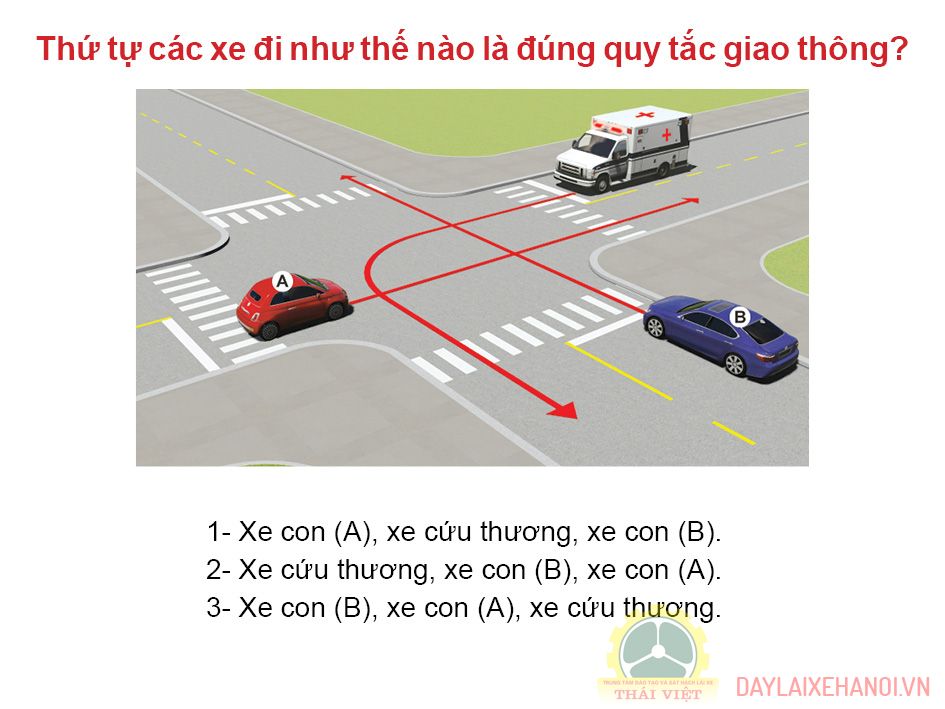 Thứ tự các xe đi như thế nào là đúng quy tắc giao thông?
A
B
1- Xe con (A), xe cứu thương, xe con (B).
2- Xe cứu thương, xe con (B), xe con (A).
3- Xe con (B), xe con (A), xe cứu thương.
TRUNG TÂM ĐÀO TẠO VÀ SÁT HẠCH LÁI XE
THÁI VIỆT
DAYLAIXEHANOI.VN